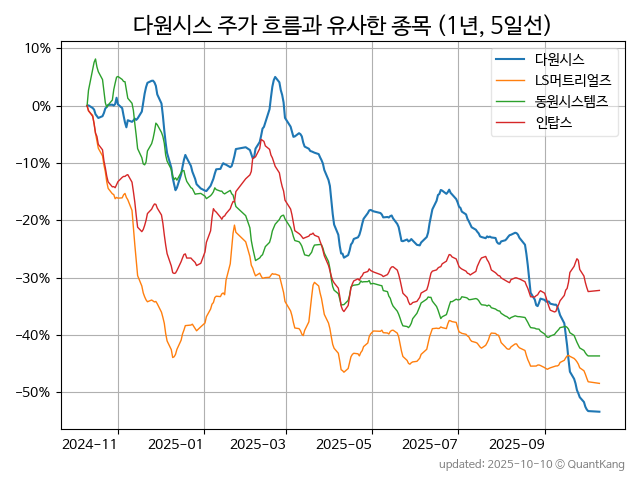 다원시스 주가 흐름과 유사한 종목 (1년, 5일선)
10%
0%
−10%
−20%
−30%
−40%
−50%
다원시스
LS머트리얼즈
동원시스템즈
인탑스
2024−11
2025−01
2025−03
2025−05
2025−07
2025−09
updated: 2025-10-10 © QuantKang